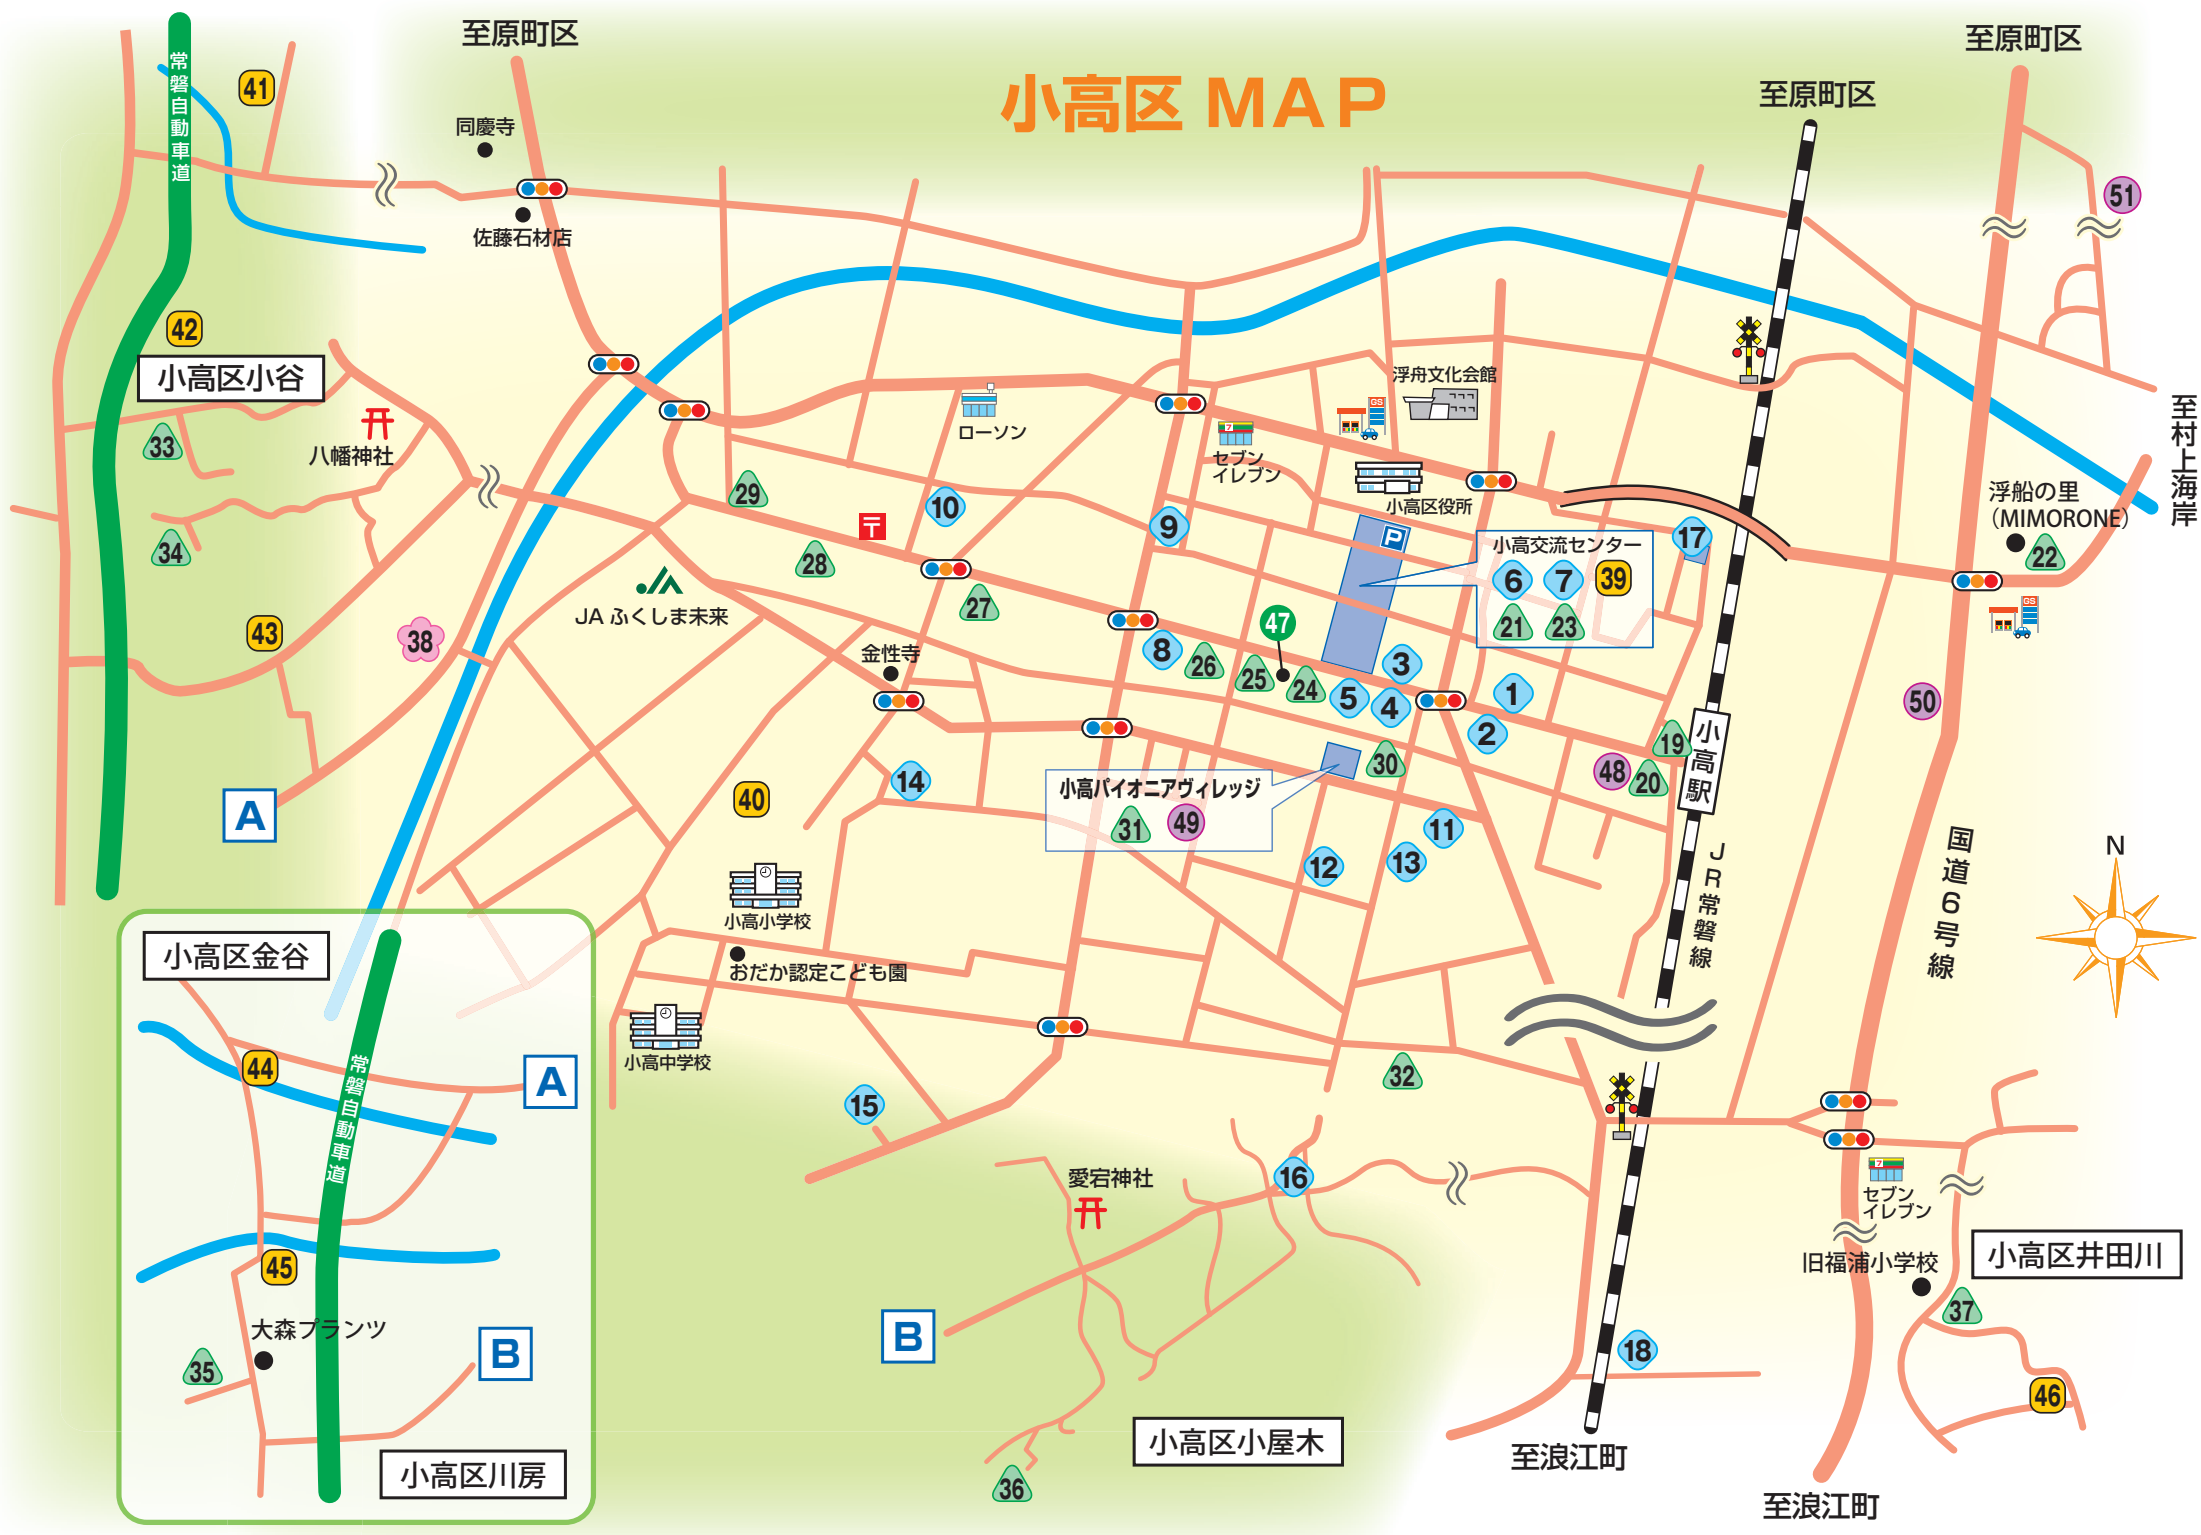 小高区 MAP
至原町区
至原町区
至原町区
常磐自動車道
41
同慶寺
佐藤石材店
51
42
小高区小谷
八幡神社
33
34
43
38
A
ローソン
セブン
イレブン
GS
浮舟文化会館
小高区役所
至村上海岸
浮船の里
(MIMORONE)
22
GS
29
10
〒
28
27
9
P
小高交流センター
6
7
39
21
23
17
JA ふくしま未来
金性寺
8
26
47
25
24
3
5
4
1
2
50
19
48
20
小高駅
14
40
30
小高パイオニアヴィレッジ
31
49
11
12
13
JR常磐線
国道6号線
N
小高小学校
おだか認定こども園
小高中学校
小高区金谷
44
常磐自動車道
A
45
大森プランツ
35
B
小高区川房
32
15
愛宕神社
16
B
36
小高区小屋木
18
至浪江町
至浪江町
セブン
イレブン
旧福浦小学校
小高区井田川
37
46